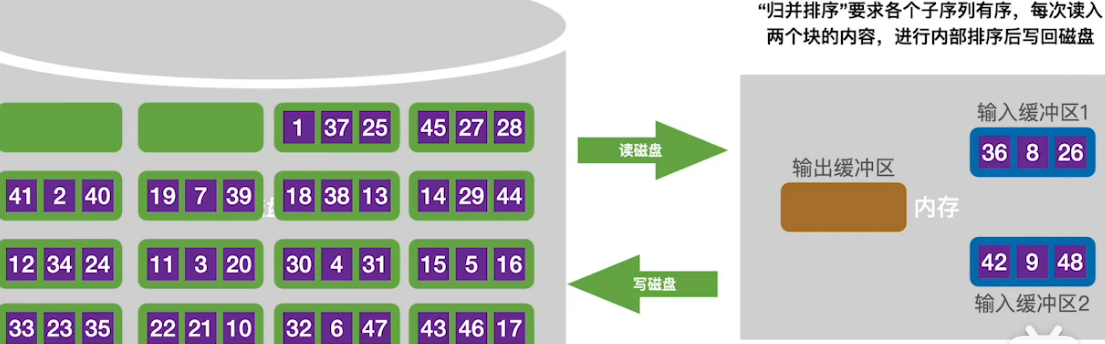 “归并排序”要求各个子序列有序，每次读入
两个块的内容，进行内部排序后写回磁盘
1 37 25 45 27 28
41 2 40 19 7 39 18 38 13 14 29 44
12 34 24 11 3 20 30 4 31 15 5 16
33 23 35 22 21 10 32 6 47 43 46 17
读磁盘
写磁盘
输入缓冲区1
36 8 26
输出缓冲区
内存
42 9 48
输入缓冲区2